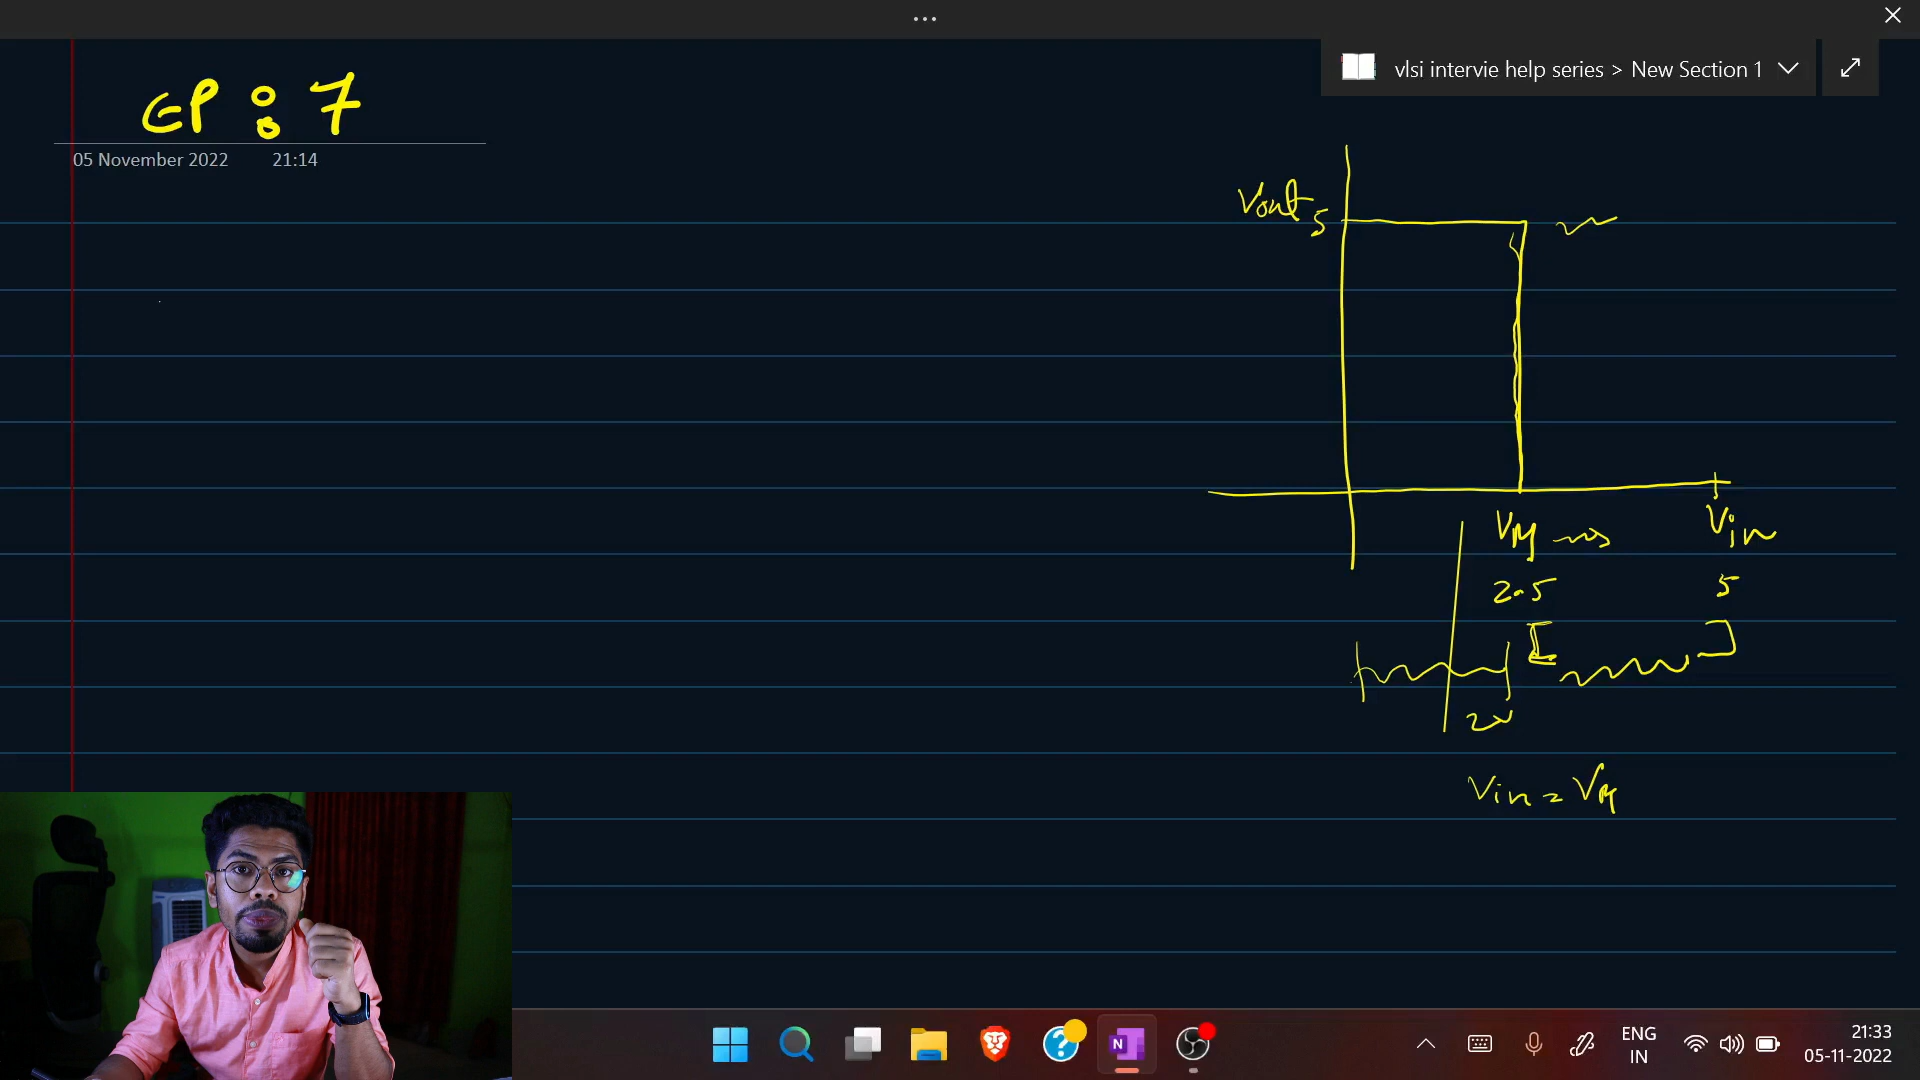 ...
vlsi intervie help series > New Section 1
EP : 7
05 November 2022 21:14
Vout 5
VM Vin
2.5 5
Vin = VM
N
ENG
IN
21:33
05-11-2022